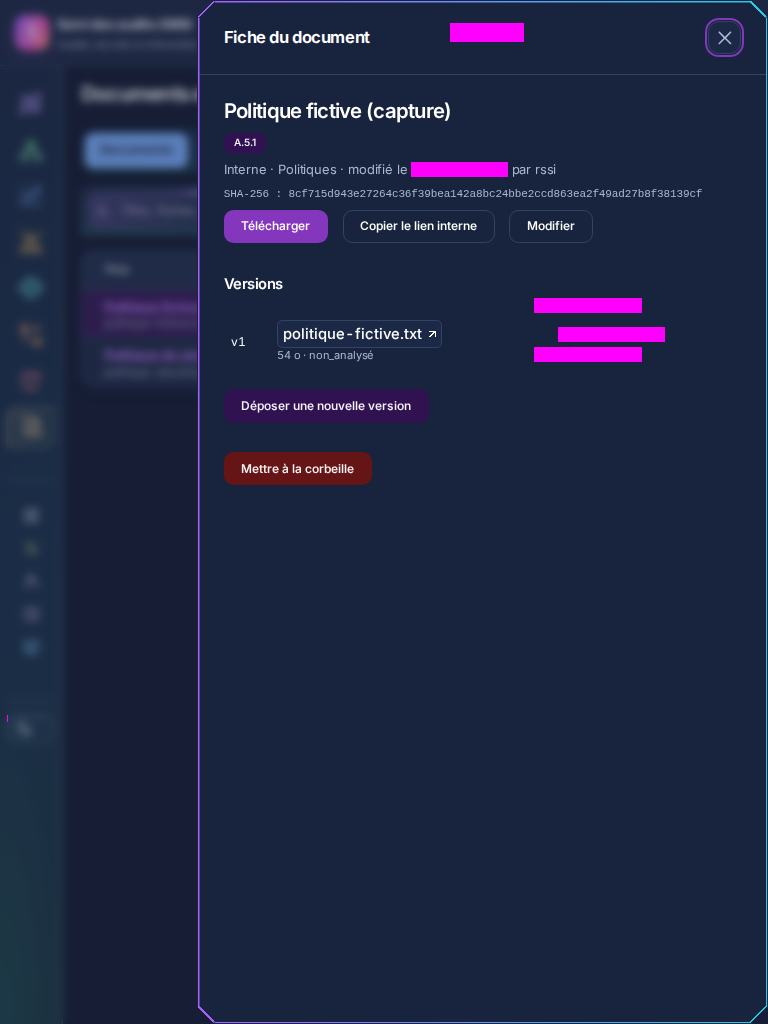 Fiche du document
Politique fictive (capture)
A.5.1
Interne · Politiques · modifié le par rssi
SHA-256 : 8cf715d943e27264c36f39bea142a8bc24bbe2ccd863ea2f49ad27b8f38139cf
Télécharger Copier le lien interne Modifier
Versions
v1 politique-fictive.txt
54 o · non_analysé
Déposer une nouvelle version
Mettre à la corbeille